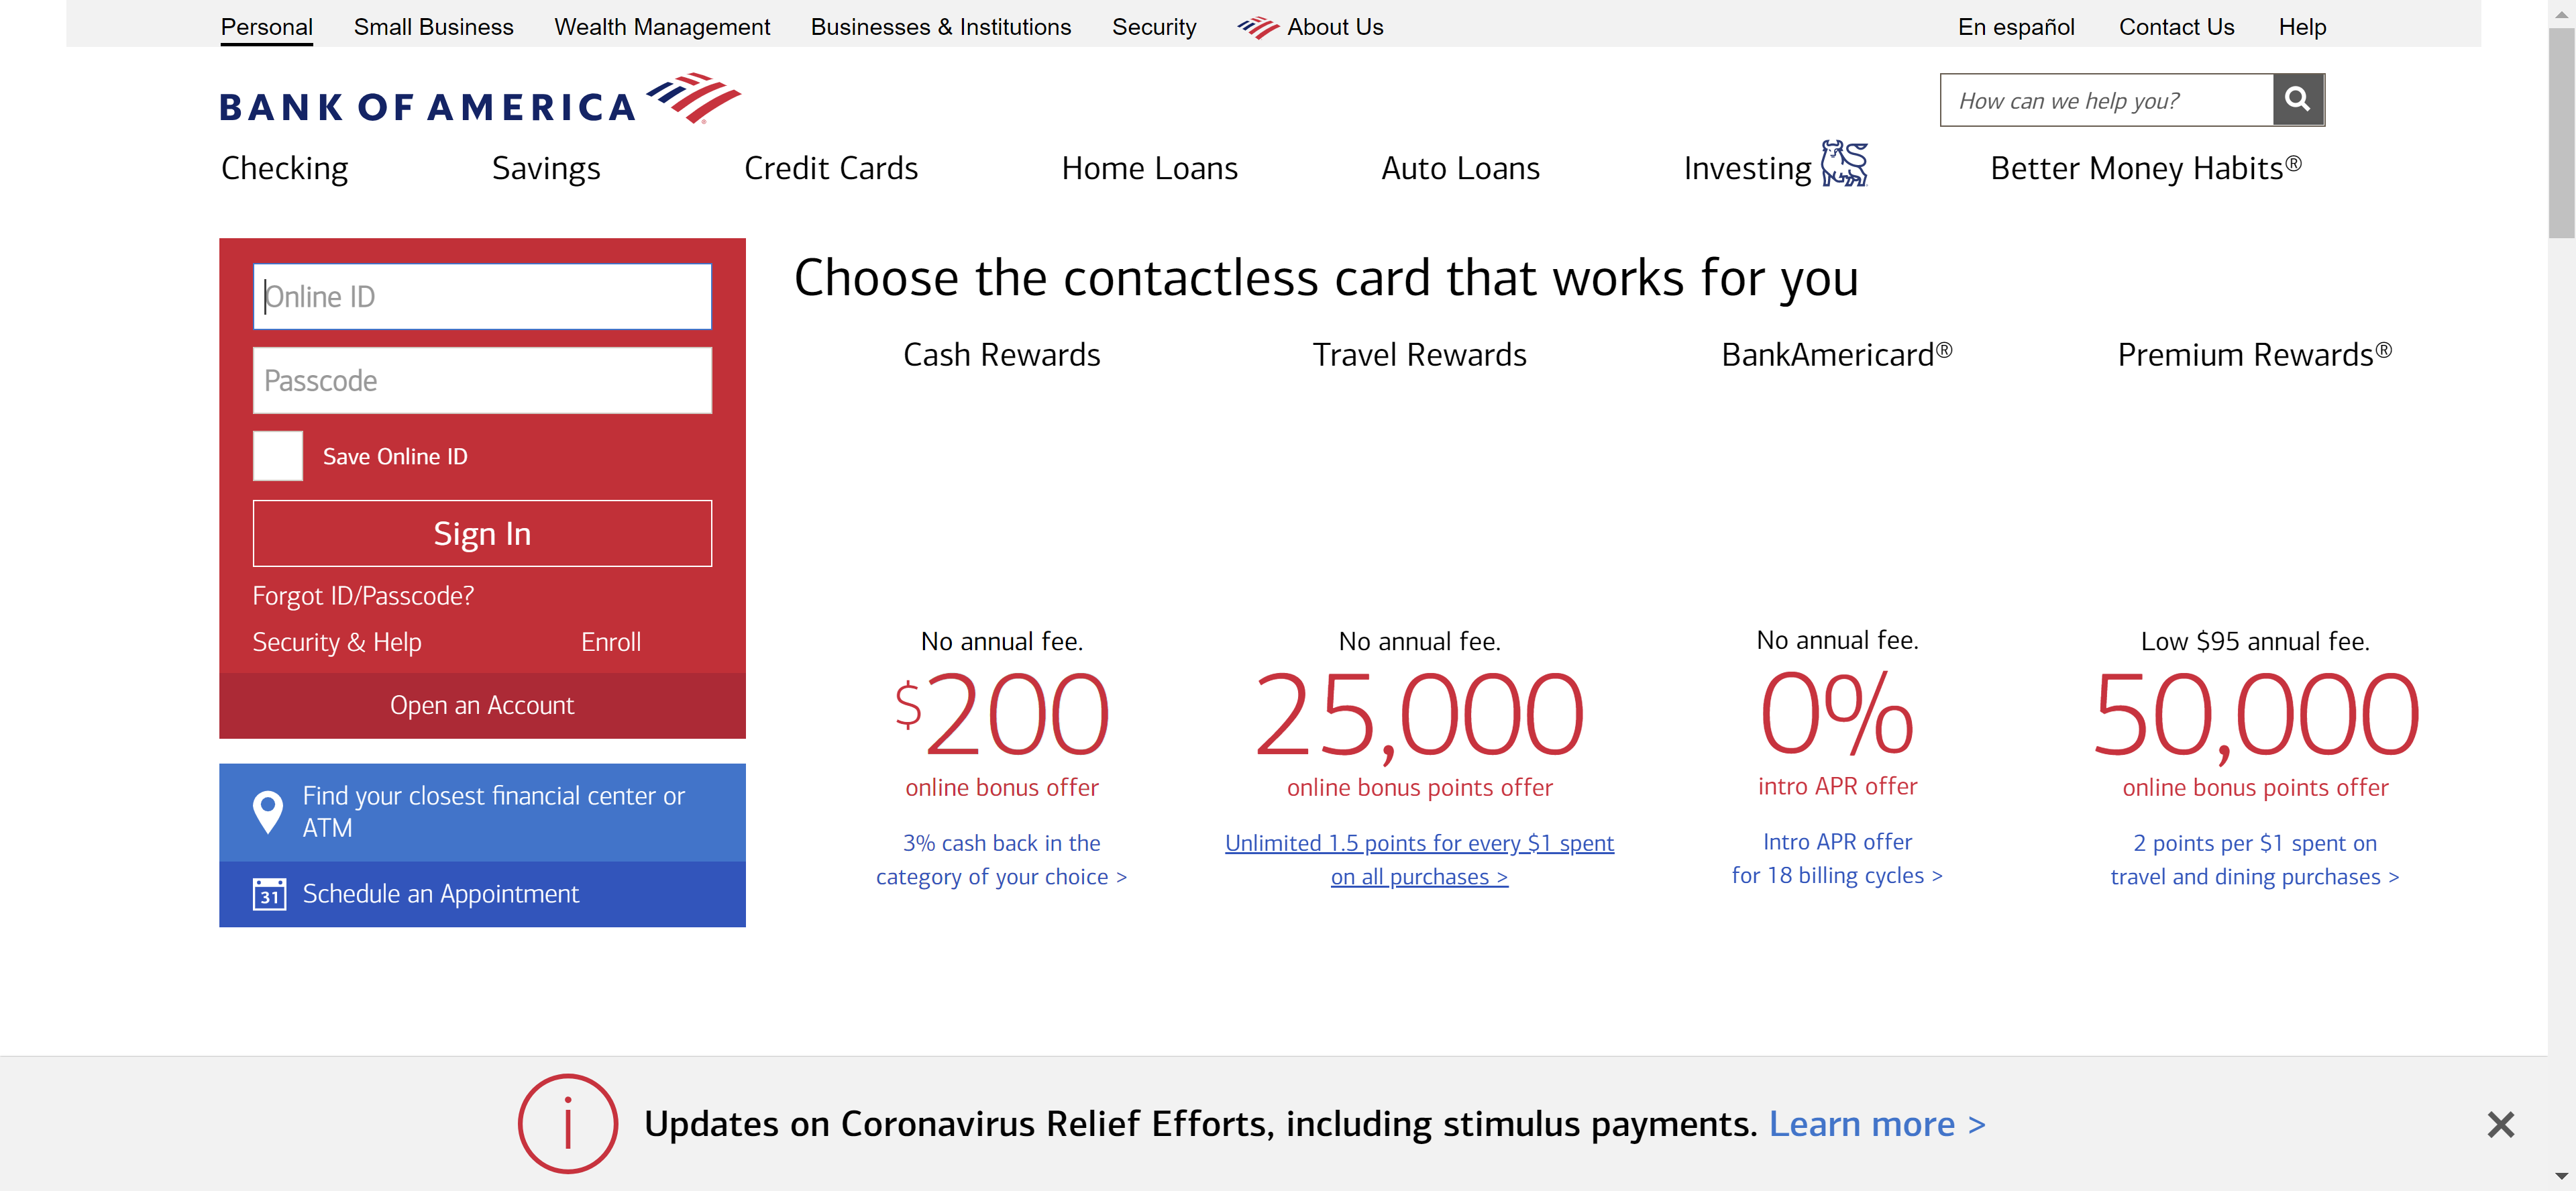 Personal Small Business Wealth Management Businesses & Institutions Security About Us En español Contact Us Help
BANK OF AMERICA
How can we help you?
Checking Savings Credit Cards Home Loans Auto Loans Investing Better Money Habits®
Online ID
Passcode
Save Online ID
Sign In
Forgot ID/Passcode?
Security & Help Enroll
Open an Account
Find your closest financial center or
ATM
31 Schedule an Appointment
Choose the contactless card that works for you
Cash Rewards
No annual fee.
$200
online bonus offer
3% cash back in the
category of your choice >
Travel Rewards
No annual fee.
25,000
online bonus points offer
Unlimited 1.5 points for every $1 spent
on all purchases >
BankAmericard®
No annual fee.
0%
intro APR offer
Intro APR offer
for 18 billing cycles >
Premium Rewards®
Low $95 annual fee.
50,000
online bonus points offer
2 points per $1 spent on
travel and dining purchases >
Updates on Coronavirus Relief Efforts, including stimulus payments. Learn more >